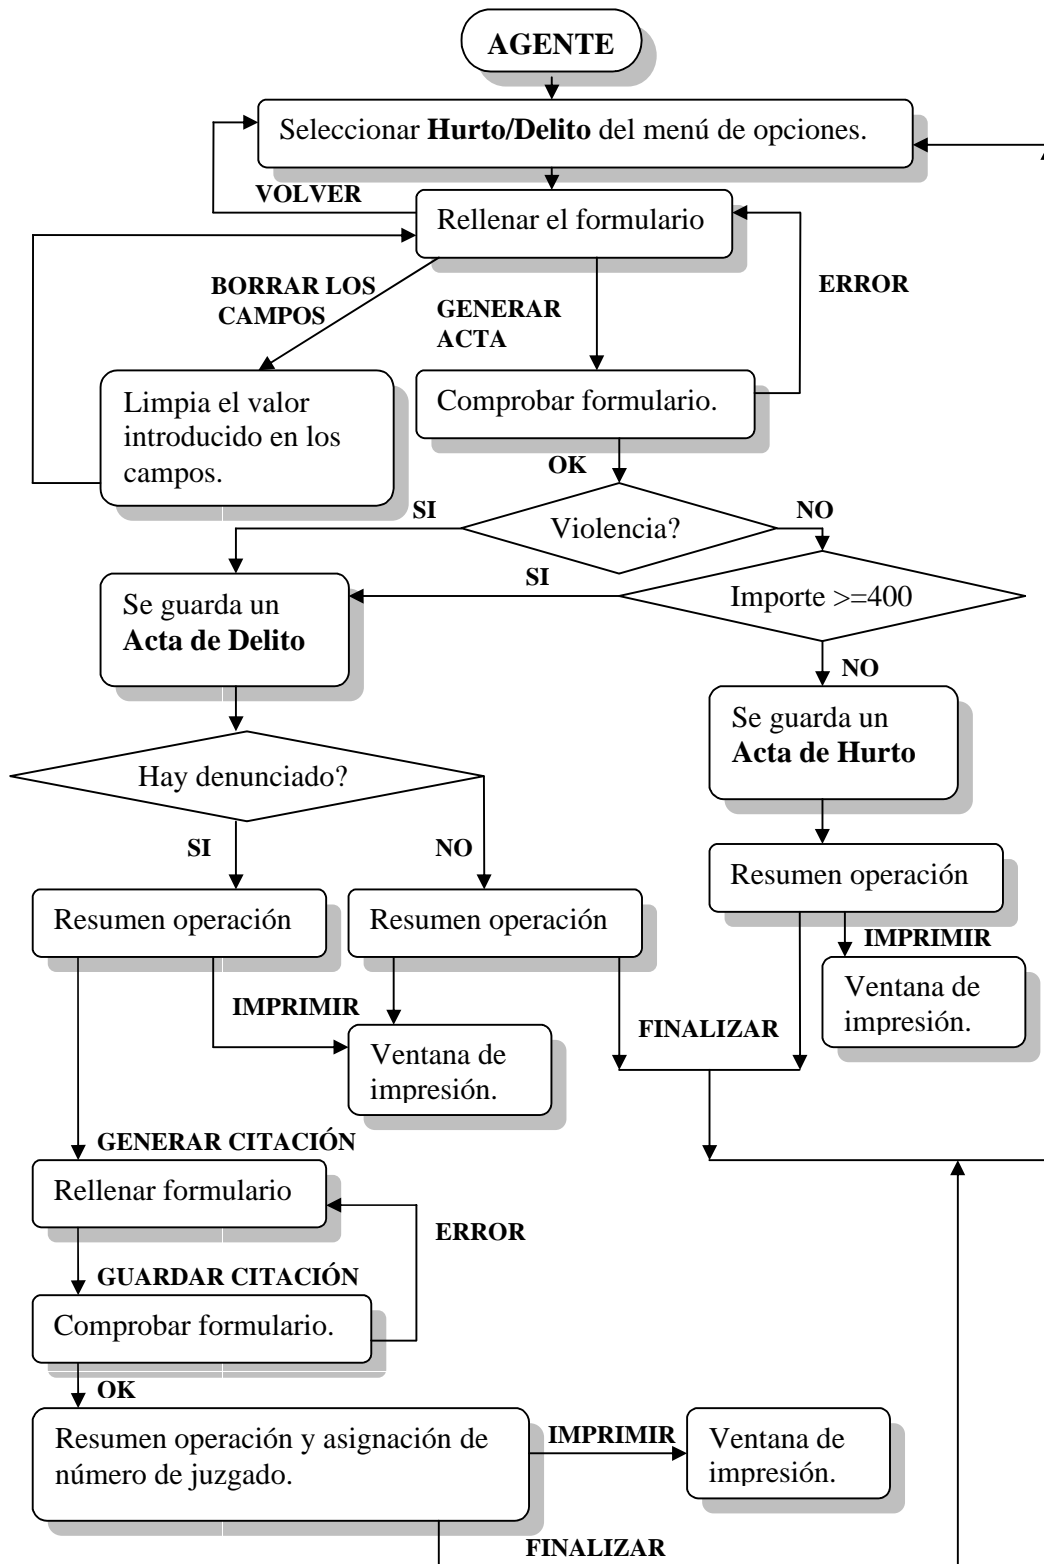 AGENTE
Seleccionar Hurto/Delito del menú de opciones.
VOLVER
Rellenar el formulario
BORRAR LOS
CAMPOS
GENERAR
ACTA
ERROR
Limpia el valor
introducido en los
campos.
Comprobar formulario.
OK
SI
Violencia?
NO
SI
Importe >=400
Se guarda un
Acta de Delito
NO
Se guarda un
Acta de Hurto
Hay denunciado?
SI
NO
Resumen operación
Resumen operación
Resumen operación
IMPRIMIR
Ventana de
impresión.
IMPRIMIR
FINALIZAR
Ventana de
impresión.
GENERAR CITACIÓN
Rellenar formulario
ERROR
GUARDAR CITACIÓN
Comprobar formulario.
OK
Resumen operación y asignación de
número de juzgado.
IMPRIMIR
Ventana de
impresión.
FINALIZAR